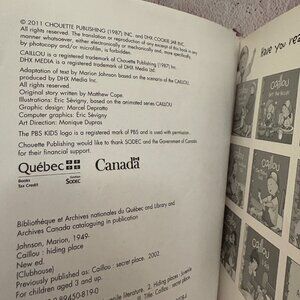 © 2011 CHOUETTE PUBLISHING (1987) INC. and DHX COOKIE JAR INC.
All rights reserved. The translation or reproduction of any excerpt of this book in any
manner whatsoever, either electronically or mechanically, and, more specifically,
by photocopy and/or microfilm, is forbidden.
CAILLOU is a registered trademark of Chouette Publishing (1987) Inc.
DHX MEDIA is a registered trademark of DHX Media Ltd.
Adaptation of text by Marion Johnson based on the scenario of the CAILLOU
produced by DHX Media Inc.
Original story written by Matthew Cope.
Illustrations: Eric Sévigny, based on the animated series CAILLOU
Graphic design: Marcel Depratto
Computer graphics: Eric Sévigny
Art Direction: Monique Dupras
The PBS KIDS logo is a registered mark of PBS and is used with permission.
Chouette Publishing would like to thank SODEC and the Government of Canada
for their financial support.
Québec
Canada
Books
Tax Credit
SODEC
Bibliothèque et Archives nationales du Québec and Library and
Archives Canada cataloguing in publication
Johnson, Marion, 1949-
Caillou : hiding place
New ed.
(Clubhouse)
Previously published as: Caillou : secret place. 2002.
For children aged 3 and up.
Have you re
Caillou
Caillou